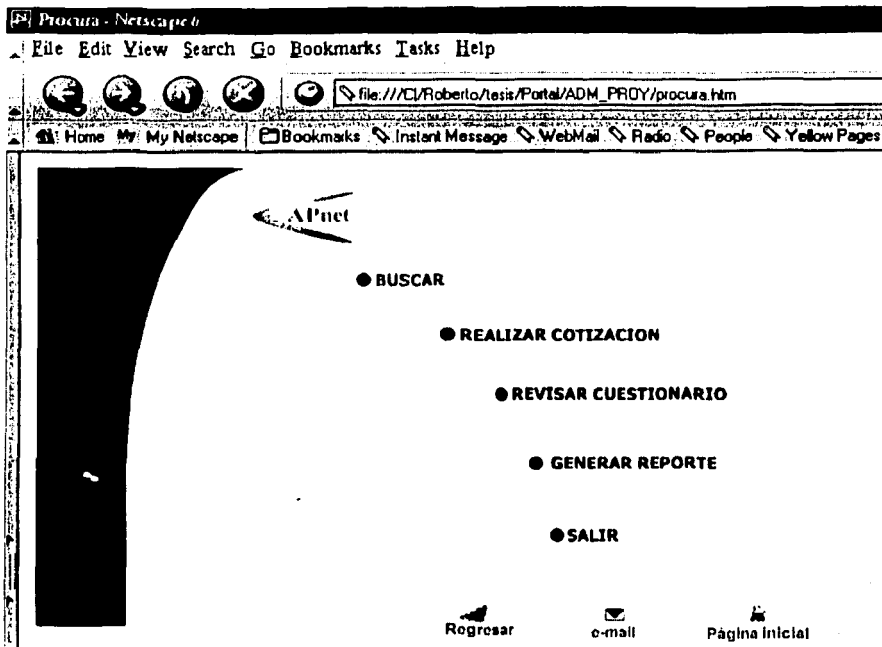 Procura - Netscape 6
File Edit View Search Go Bookmarks Tasks Help
file:///C|/Roberto/tesis/Portal/ADM_PROY/procura.htm
Home My My Netscape Bookmarks Instant Message WebMail Radio People Yellow Pages
APnet
BUSCAR
REALIZAR COTIZACION
REVISAR CUESTIONARIO
GENERAR REPORTE
SALIR
Regresar e-mail Página inicial